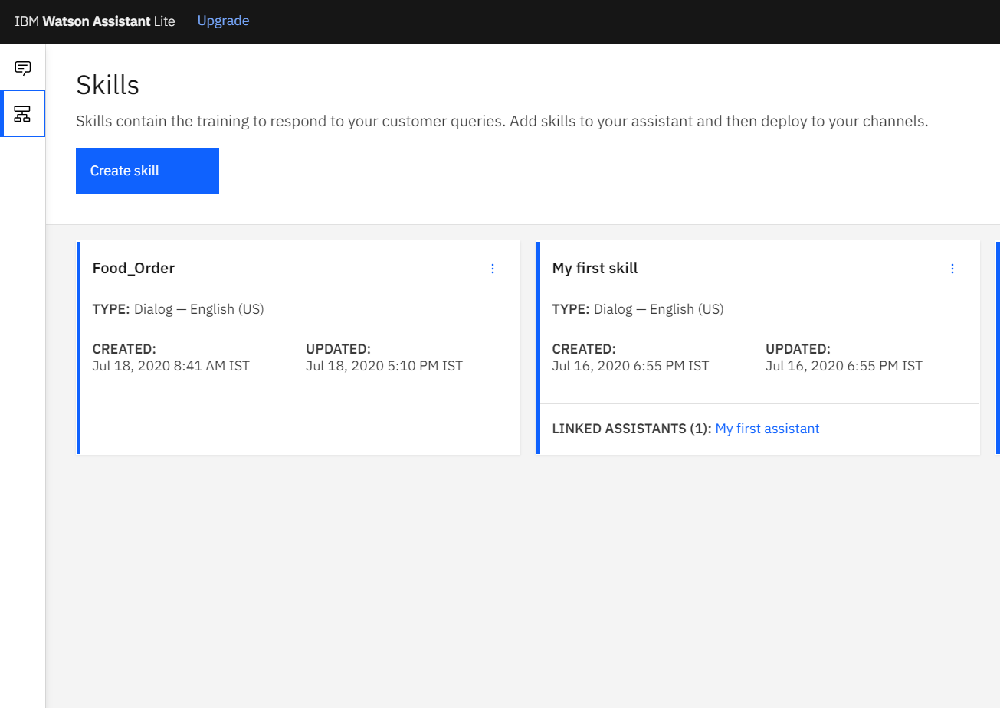 IBM Watson Assistant Lite Upgrade
Skills
Skills contain the training to respond to your customer queries. Add skills to your assistant and then deploy to your channels.
Create skill
Food_Order
TYPE: Dialog — English (US)
CREATED:
Jul 18, 2020 8:41 AM IST
UPDATED:
Jul 18, 2020 5:10 PM IST
My first skill
TYPE: Dialog — English (US)
CREATED:
Jul 16, 2020 6:55 PM IST
UPDATED:
Jul 16, 2020 6:55 PM IST
LINKED ASSISTANTS (1): My first assistant